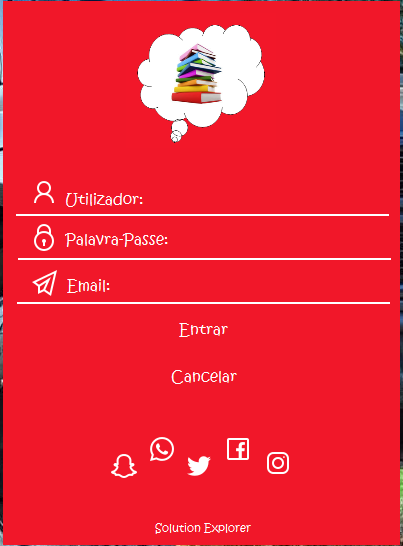 Utilizador:
Palavra-Passe:
Email:
Entrar
Cancelar
Solution Explorer